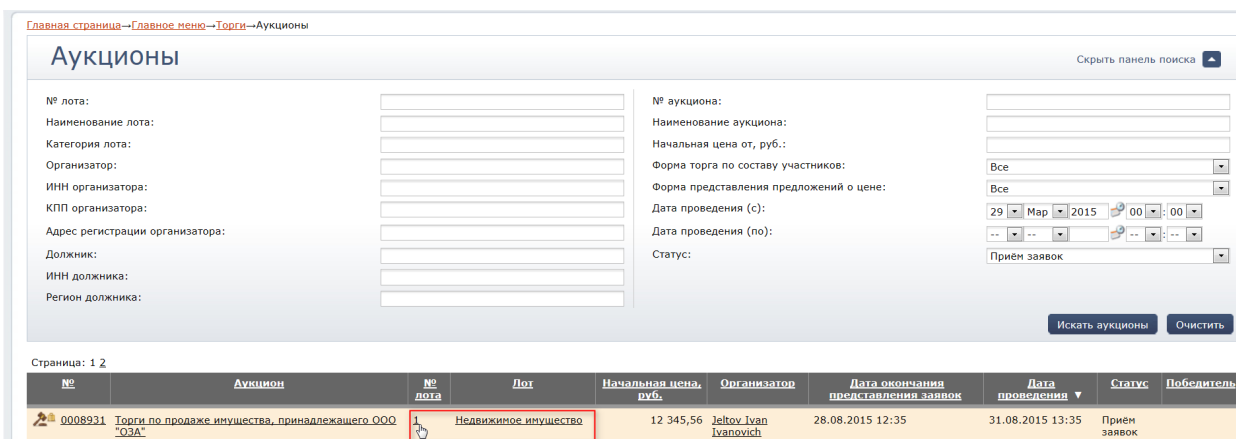 Главная страница→Главное меню→Торги→Аукционы
Аукционы
Скрыть панель поиска
№ лота:
Наименование лота:
Категория лота:
Организатор:
ИНН организатора:
КПП организатора:
Адрес регистрации организатора:
Должник:
ИНН должника:
Регион должника:
№ аукциона:
Наименование аукциона:
Начальная цена от, руб.:
Форма торга по составу участников: Все
Форма представления предложений о цене: Все
Дата проведения (с): 29 Мар 2015 00 : 00
Дата проведения (по): -- -- -- : --
Статус: Приём заявок
Искать аукционы Очистить
Страница: 1 2
№ Аукцион № лота Лот Начальная цена, руб. Организатор Дата окончания представления заявок Дата проведения ▼ Статус Победитель
0008931 Торги по продаже имущества, принадлежащего ООО "ОЗА" 1 Недвижимое имущество 12 345,56 Jeltov Ivan Ivanovich 28.08.2015 12:35 31.08.2015 13:35 Приём заявок